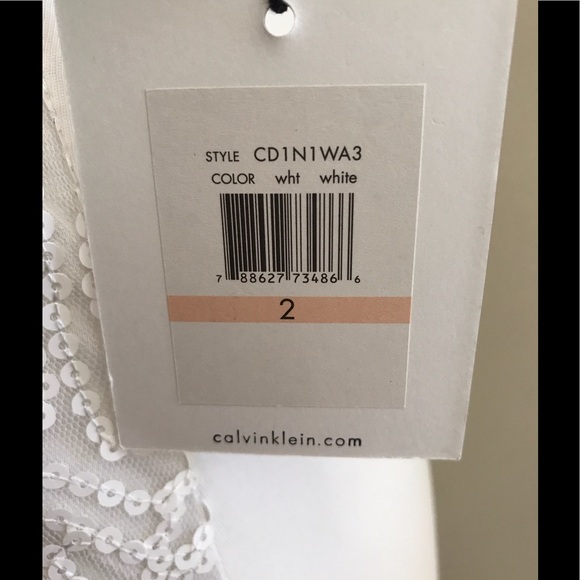 STYLE CD1N1WA3
COLOR wht white
7 88627 73486 6
2
calvinklein.com